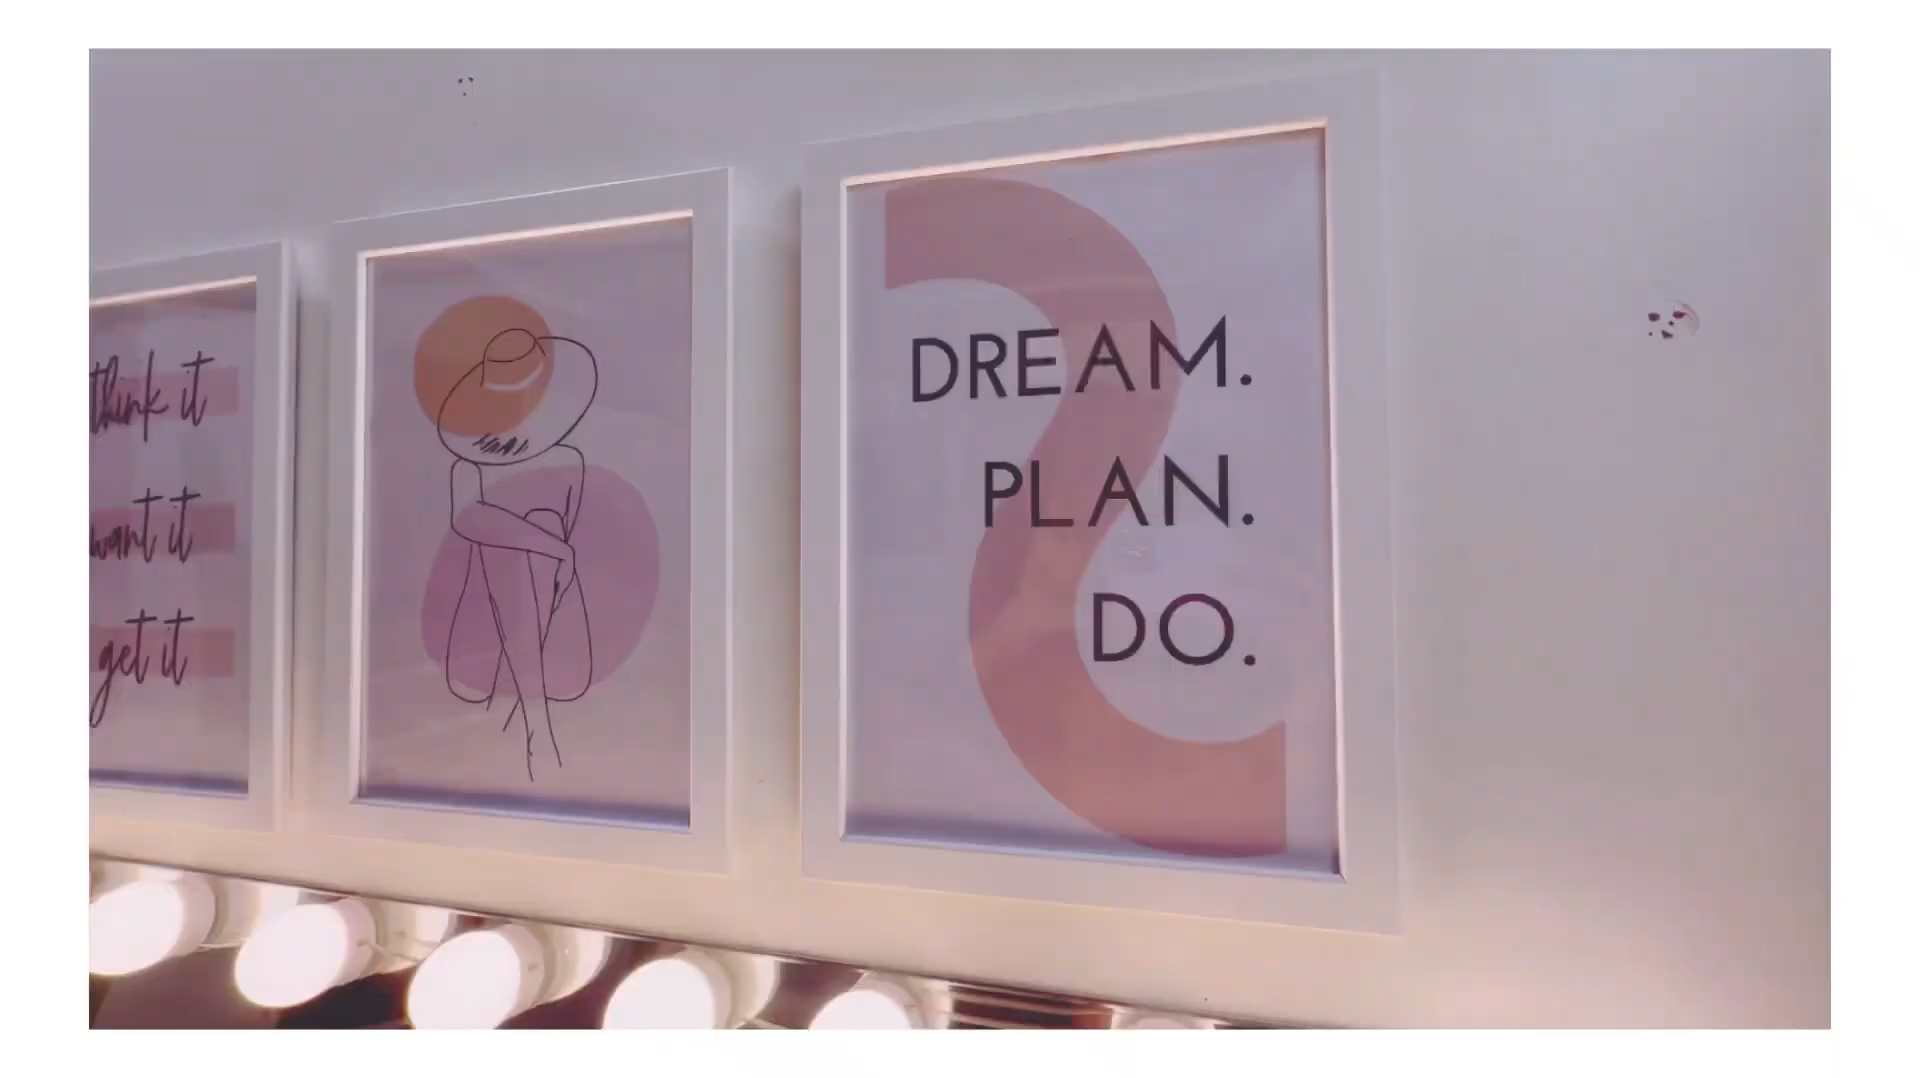 think it
want it
get it
DREAM.
PLAN.
DO.